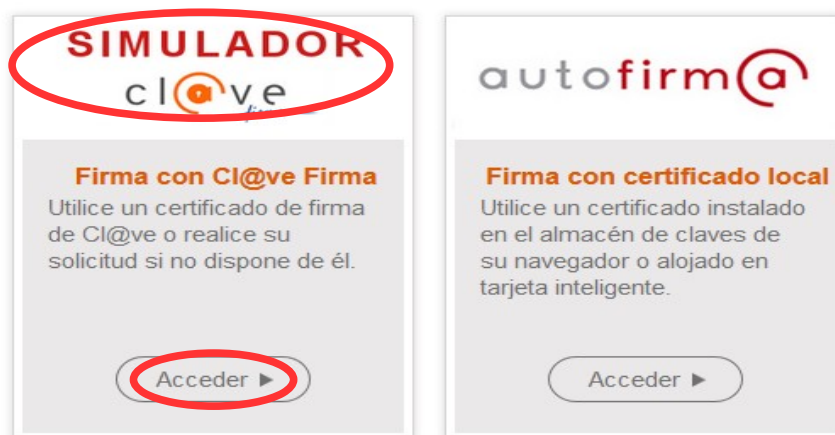 SIMULADOR
cl@ve
Firma con Cl@ve Firma
Utilice un certificado de firma
de Cl@ve o realice su
solicitud si no dispone de él.
Acceder ►
autofirm@
Firma con certificado local
Utilice un certificado instalado
en el almacén de claves de
su navegador o alojado en
tarjeta inteligente.
Acceder ►